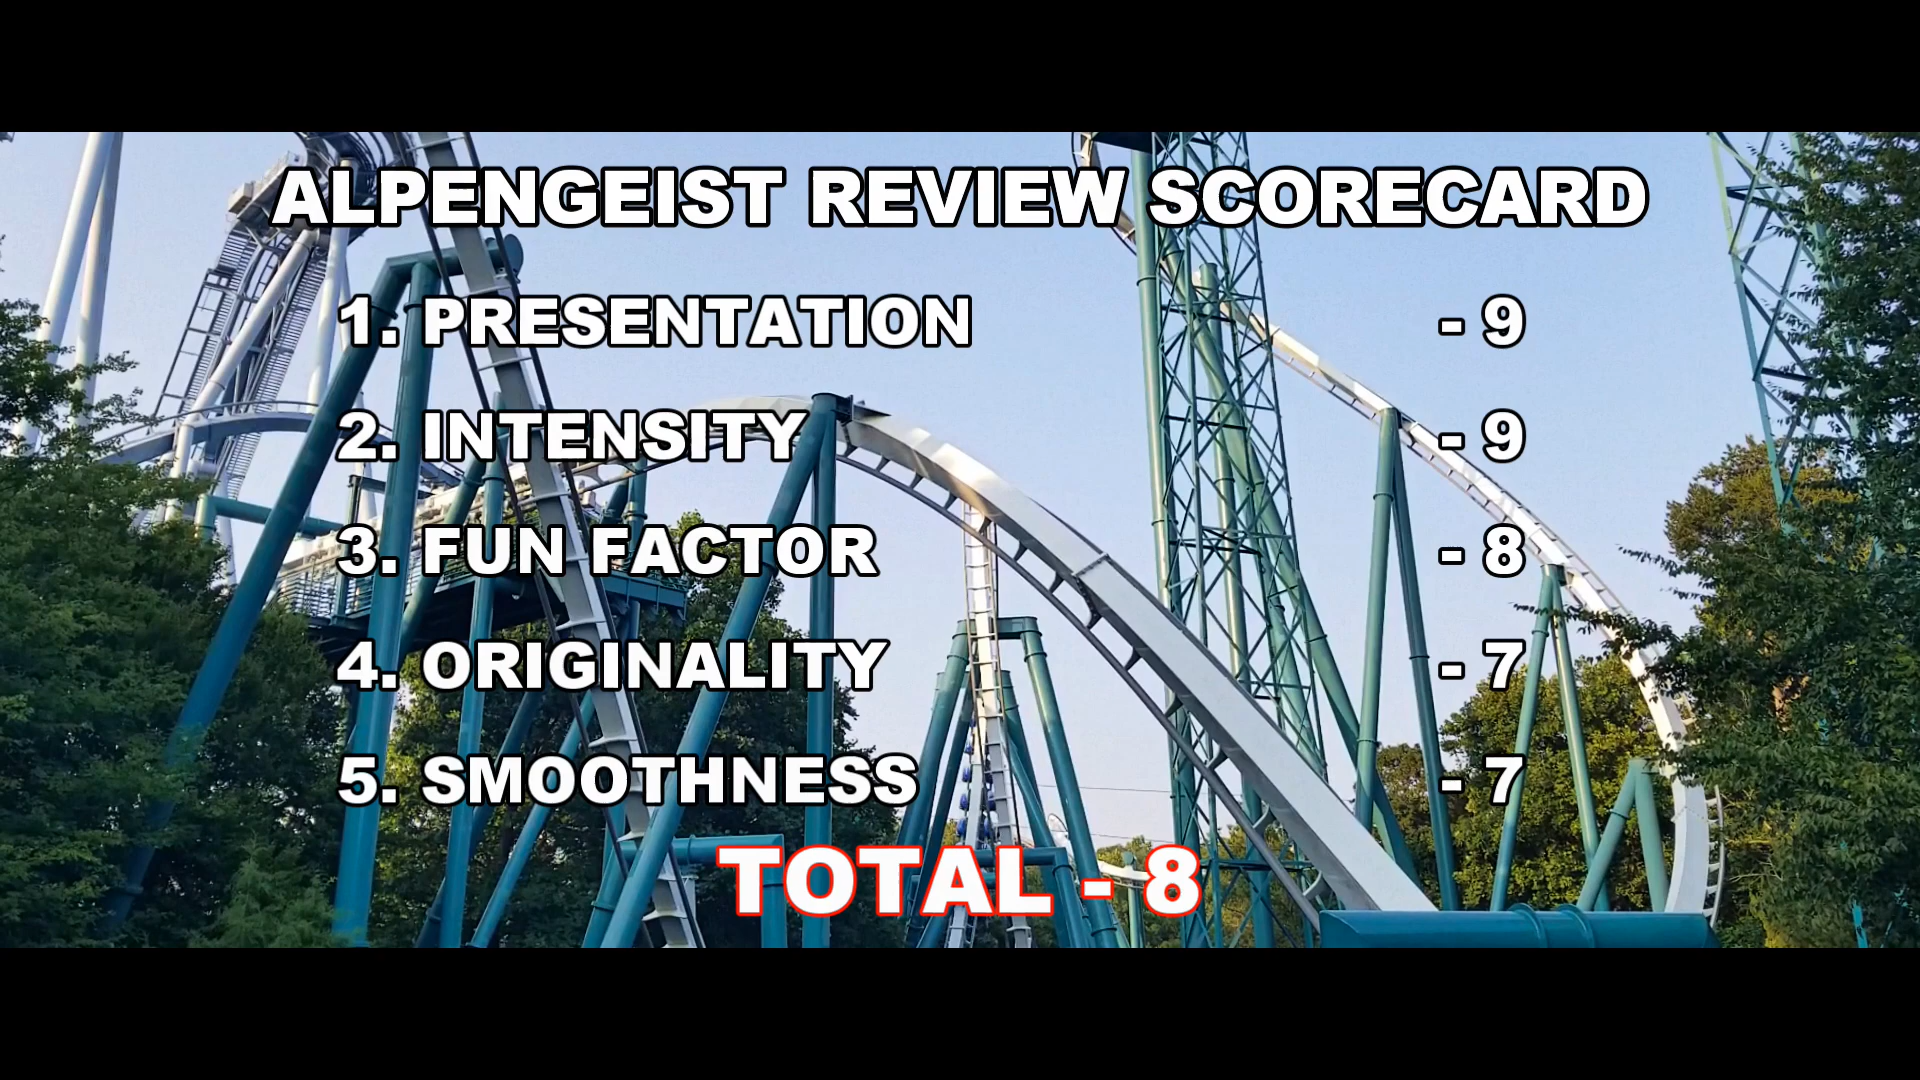 ALPENGEIST REVIEW SCORECARD
1. PRESENTATION - 9
2. INTENSITY - 9
3. FUN FACTOR - 8
4. ORIGINALITY - 7
5. SMOOTHNESS - 7
TOTAL - 8